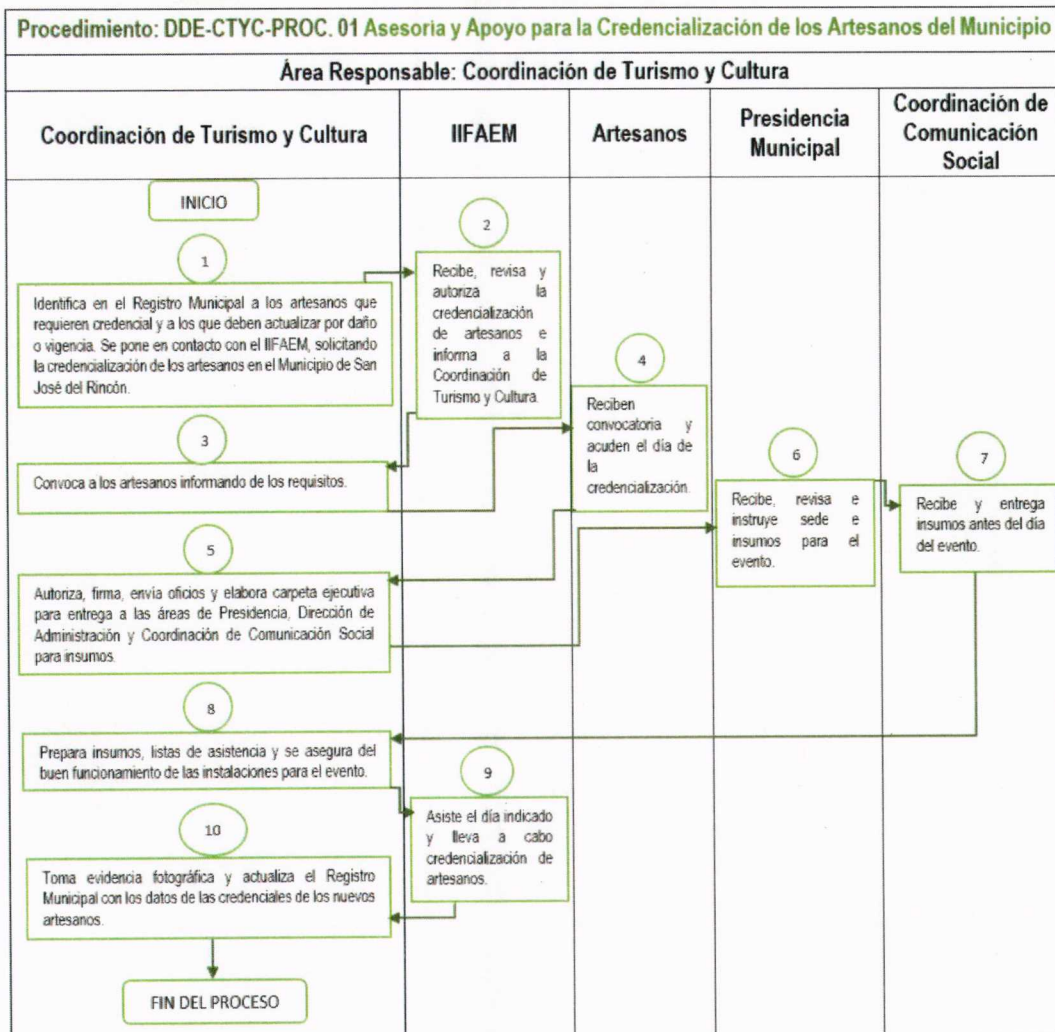 Procedimiento: DDE-CTYC-PROC. 01 Asesoría y Apoyo para la Credencialización de los Artesanos del Municipio
Área Responsable: Coordinación de Turismo y Cultura
Coordinación de Turismo y Cultura
IIFAEM
Artesanos
Presidencia
Municipal
Coordinación de
Comunicación
Social
INICIO
1
Identifica en el Registro Municipal a los artesanos que
requieren credencial y a los que deben actualizar por daño
o vigencia. Se pone en contacto con el IIFAEM, solicitando
la credencialización de los artesanos en el Municipio de San
José del Rincón.
2
Recibe, revisa y
autoriza la
credencialización
de artesanos e
informa a la
Coordinación de
Turismo y Cultura.
3
Convoca a los artesanos informando de los requisitos.
4
Reciben
convocatoria y
acuden el día de
la
credencialización.
5
Autoriza, firma, envía oficios y elabora carpeta ejecutiva
para entrega a las áreas de Presidencia, Dirección de
Administración y Coordinación de Comunicación Social
para insumos.
6
Recibe, revisa e
instruye sede e
insumos para el
evento.
7
Recibe y entrega
insumos antes del día
del evento.
8
Prepara insumos, listas de asistencia y se asegura del
buen funcionamiento de las instalaciones para el evento.
9
Asiste el día indicado
y lleva a cabo
credencialización de
artesanos.
10
Toma evidencia fotográfica y actualiza el Registro
Municipal con los datos de las credenciales de los nuevos
artesanos.
FIN DEL PROCESO